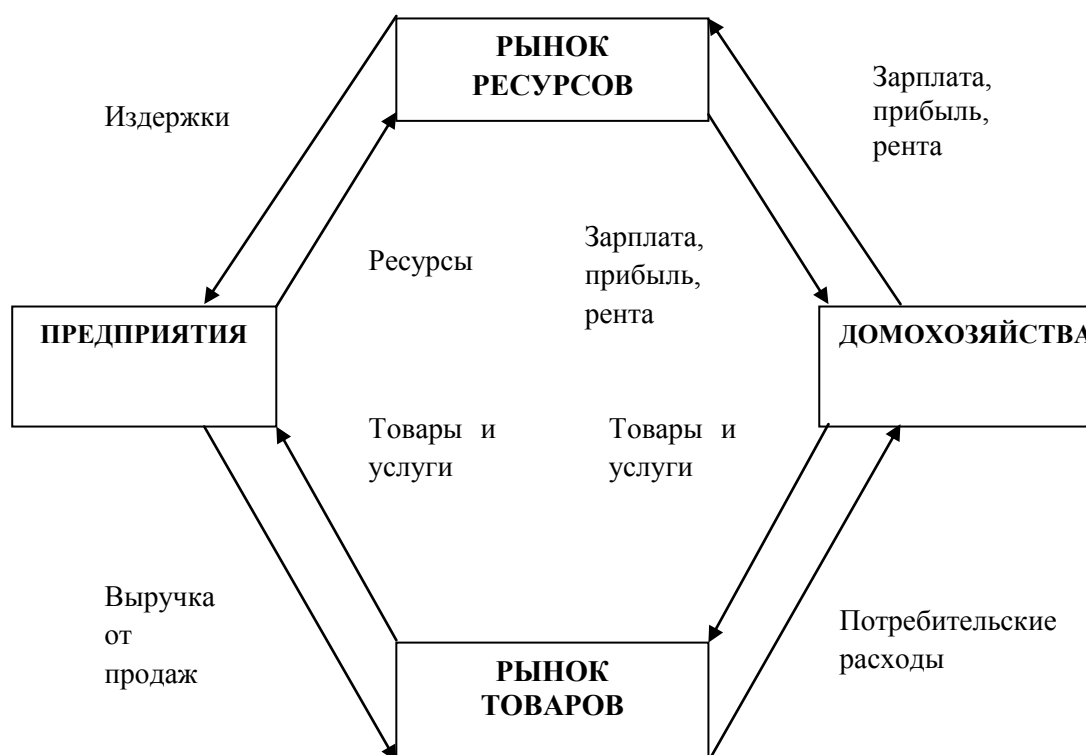 РЫНОК
РЕСУРСОВ
Зарплата,
прибыль,
рента
Издержки
Ресурсы
Зарплата,
прибыль,
рента
ПРЕДПРИЯТИЯ
ДОМОХОЗЯЙСТВА
Товары и
услуги
Товары и
услуги
Выручка
от
продаж
Потребительские
расходы
РЫНОК
ТОВАРОВ